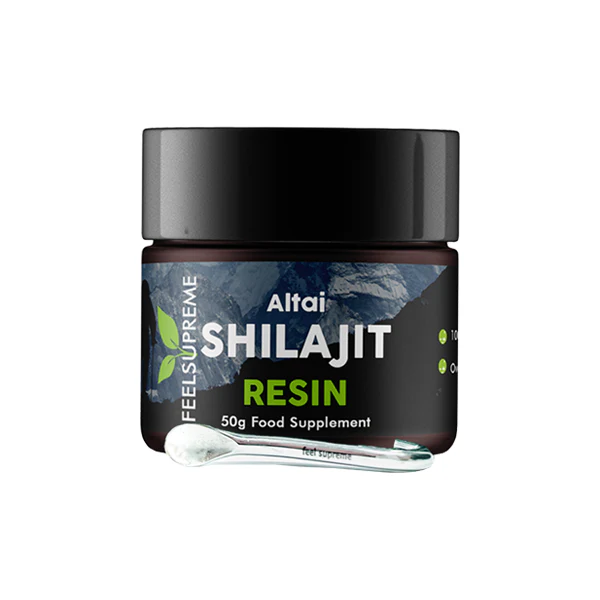 FEELSUPREME
Altai
SHILAJIT
RESIN
50g Food Supplement
feel supreme